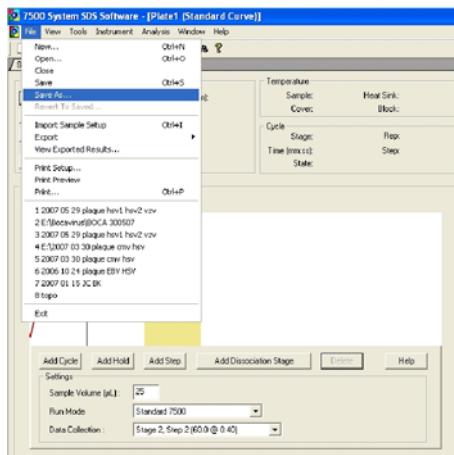 7500 System SDS Software - [Plate1 (Standard Curve)]
File View Tools Instrument Analysis Window Help
New... Ctrl+N
Open... Ctrl+O
Close
Save Ctrl+S
Save As...
Revert To Saved...
Import Sample Setup Ctrl+I
Export
View Exported Results...
Print Setup...
Print Preview
Print... Ctrl+P
1 2007 05 29 plaque hsv1 hsv2 vzv
2 E:\Bocavirus\BOCA 300507
3 2007 05 29 plaque hsv1 hsv2 vzv
4 E:\2007 03 30 plaque cmv hsv
5 2007 03 30 plaque cmv hsv
6 2006 10 24 plaque EBV HSV
7 2007 01 15 JC BK
8 topo
Exit
Temperature
Sample: Heat Sink:
Cover: Block:
Cycle
Stage: Rep:
Time (mm:ss): Step:
State:
Add Cycle Add Hold Add Step Add Dissociation Stage Delete Help
Settings
Sample Volume (µL) : 25
Run Mode Standard 7500
Data Collection : Stage 2, Step 2 (60.0 @ 0:40)